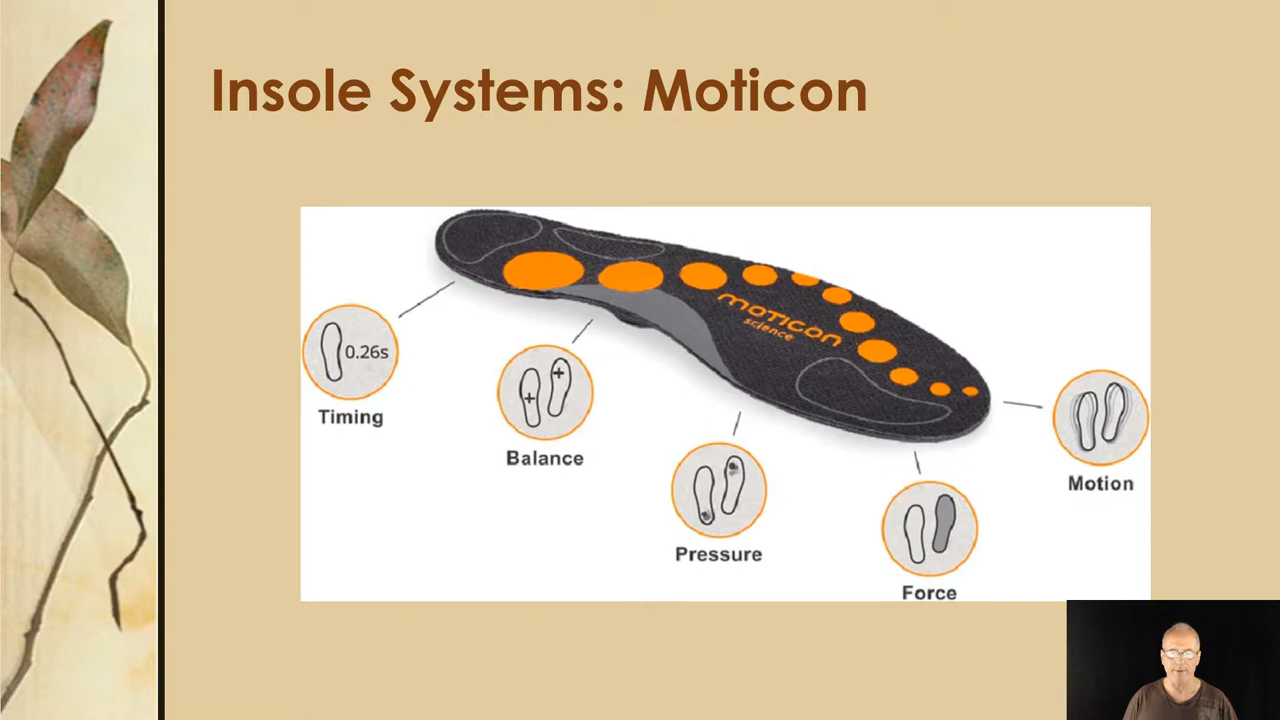 Insole Systems: Moticon
moticon
science
0.26s
Timing
Balance
Pressure
Force
Motion